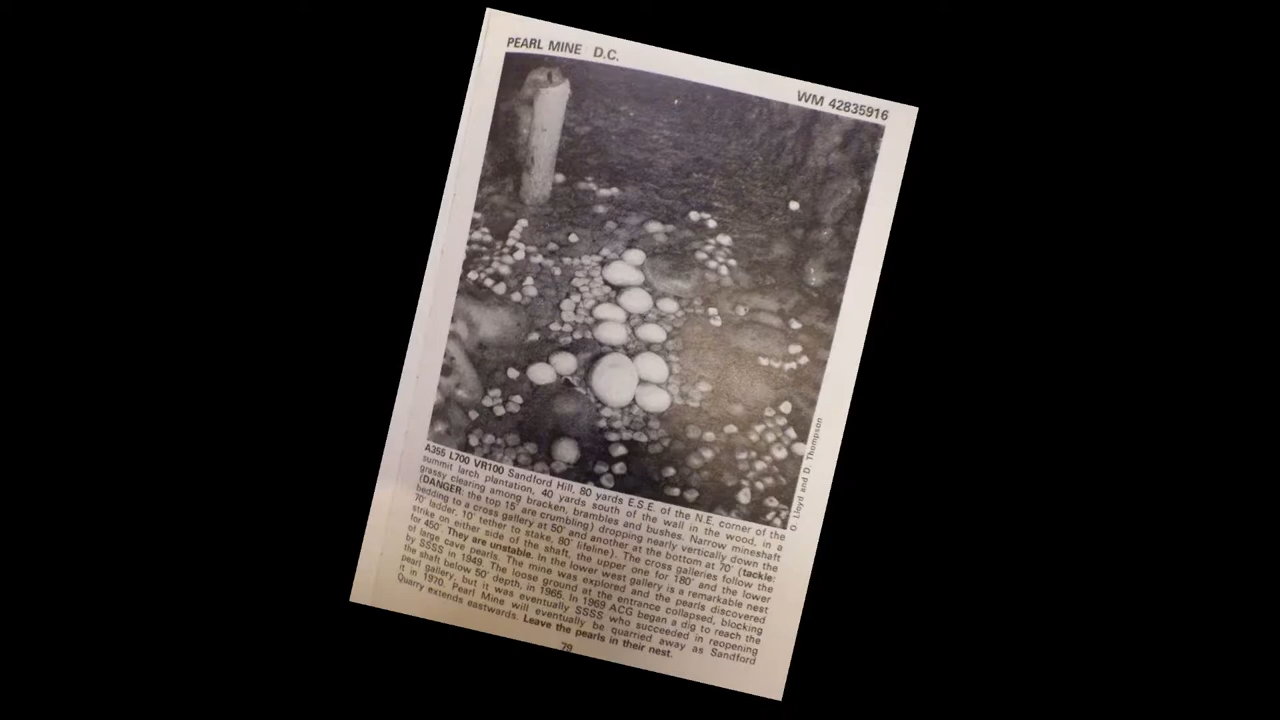 PEARL MINE D.C.
WM 42835916
D. Lloyd and D. Thompson
A355 L700 VR100 Sandford Hill, 80 yards E.S.E. of the N.E. corner of the
summit larch plantation, 40 yards south of the wall in the wood, in a
grassy clearing among bracken, brambles and bushes. Narrow mineshaft
(DANGER: the top 15' are crumbling) dropping nearly vertically down the
bedding to a cross gallery at 50' and another at the bottom at 70' (tackle:
70' ladder, 10' tether to stake, 80' lifeline). The cross galleries follow the
strike on either side of the shaft, the upper one for 180' and the lower
for 450'. They are unstable. In the lower west gallery is a remarkable nest
of large cave pearls. The mine was explored and the pearls discovered
by SSSS in 1949. The loose ground at the entrance collapsed, blocking
the shaft below 50' depth, in 1965. In 1969 ACG began a dig to reach the
pearl gallery, but it was eventually SSSS who succeeded in reopening
it in 1970. Pearl Mine will eventually be quarried away as Sandford
Quarry extends eastwards. Leave the pearls in their nest.
79